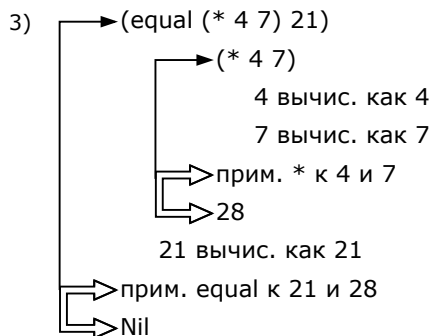 3) (equal (* 4 7) 21)
(* 4 7)
4 вычис. как 4
7 вычис. как 7
прим. * к 4 и 7
28
21 вычис. как 21
прим. equal к 21 и 28
Nil